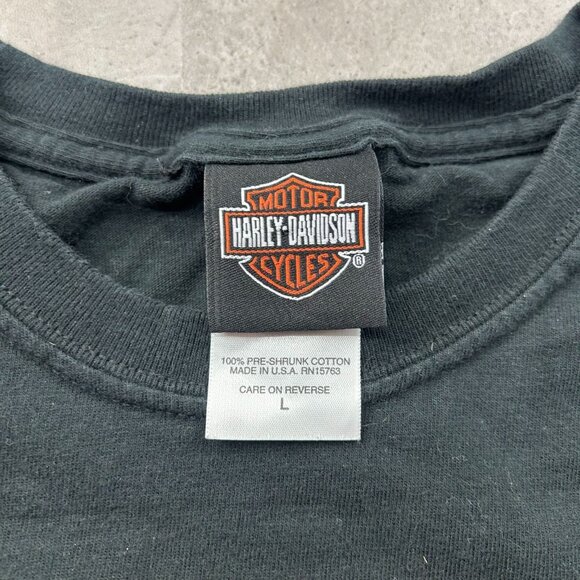 MOTOR
HARLEY-DAVIDSON
CYCLES®
100% PRE-SHRUNK COTTON
MADE IN U.S.A. RN15763
CARE ON REVERSE
L